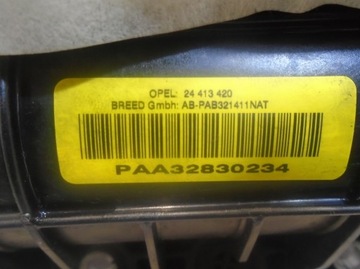 OPEL: 24 413 420
BREED Gmbh: AB-PAB321411NAT
PAA32830234